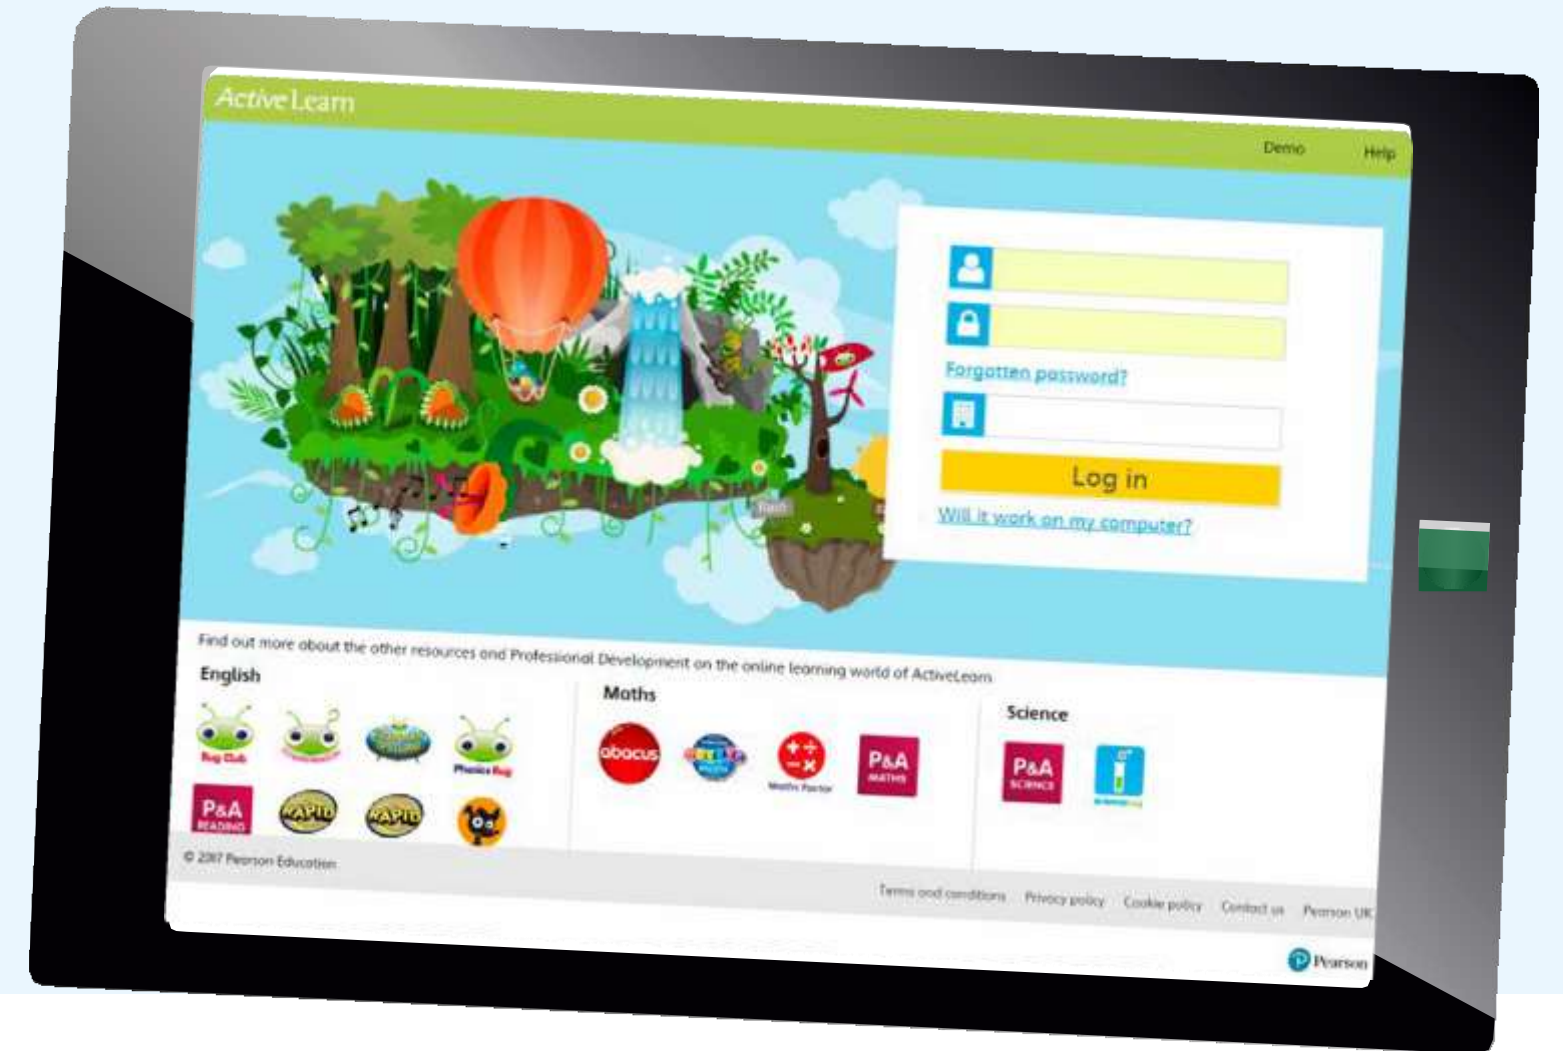 ActiveLearn
Demo Help
Forgotten password?
Log in
Will it work on my computer?
Find out more about the other resources and Professional Development on the online learning world of ActiveLearn
English
Maths
Science
Bug Club
Phonics Bug
abacus
Maths Factor
P&A
MATHS
P&A
SCIENCE
P&A
READING
RAPID
RAPID
© 2017 Pearson Education
Terms and conditions Privacy policy Cookie policy Contact us Pearson UK
Pearson